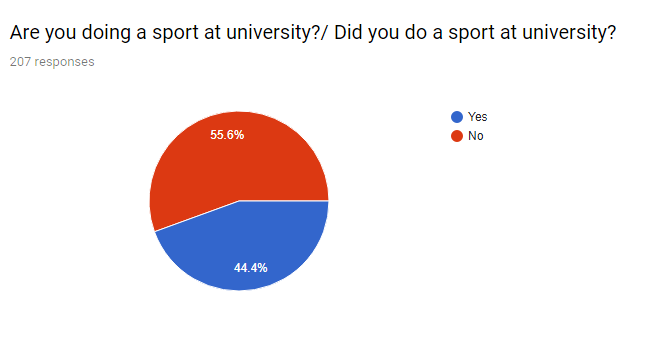 Are you doing a sport at university?/ Did you do a sport at university?
207 responses
55.6%
44.4%
Yes
No